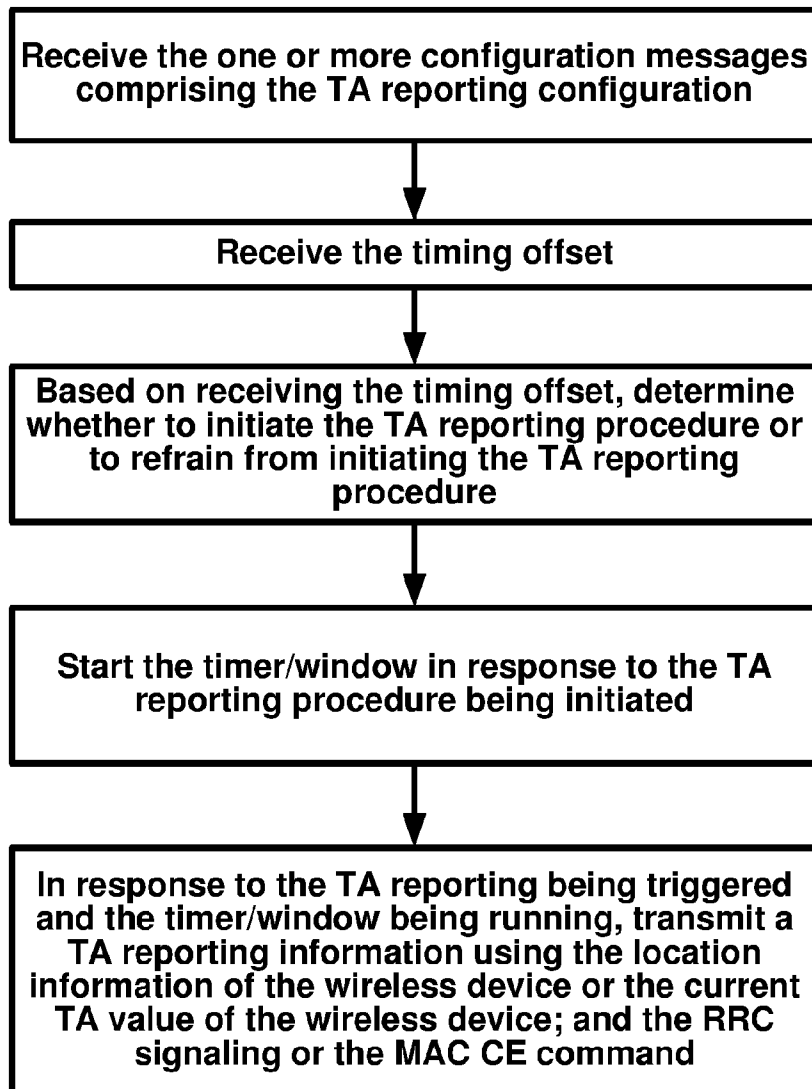 Receive the one or more configuration messages
comprising the TA reporting configuration
Receive the timing offset
Based on receiving the timing offset, determine
whether to initiate the TA reporting procedure or
to refrain from initiating the TA reporting
procedure
Start the timer/window in response to the TA
reporting procedure being initiated
In response to the TA reporting being triggered
and the timer/window being running, transmit a
TA reporting information using the location
information of the wireless device or the current
TA value of the wireless device; and the RRC
signaling or the MAC CE command